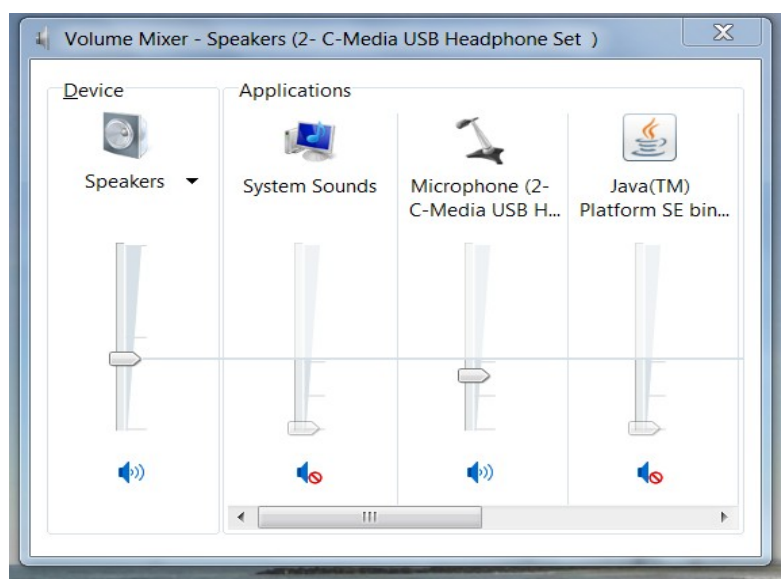 Volume Mixer - Speakers (2- C-Media USB Headphone Set )
Device
Applications
Speakers
System Sounds
Microphone (2-
C-Media USB H...
Java(TM)
Platform SE bin...